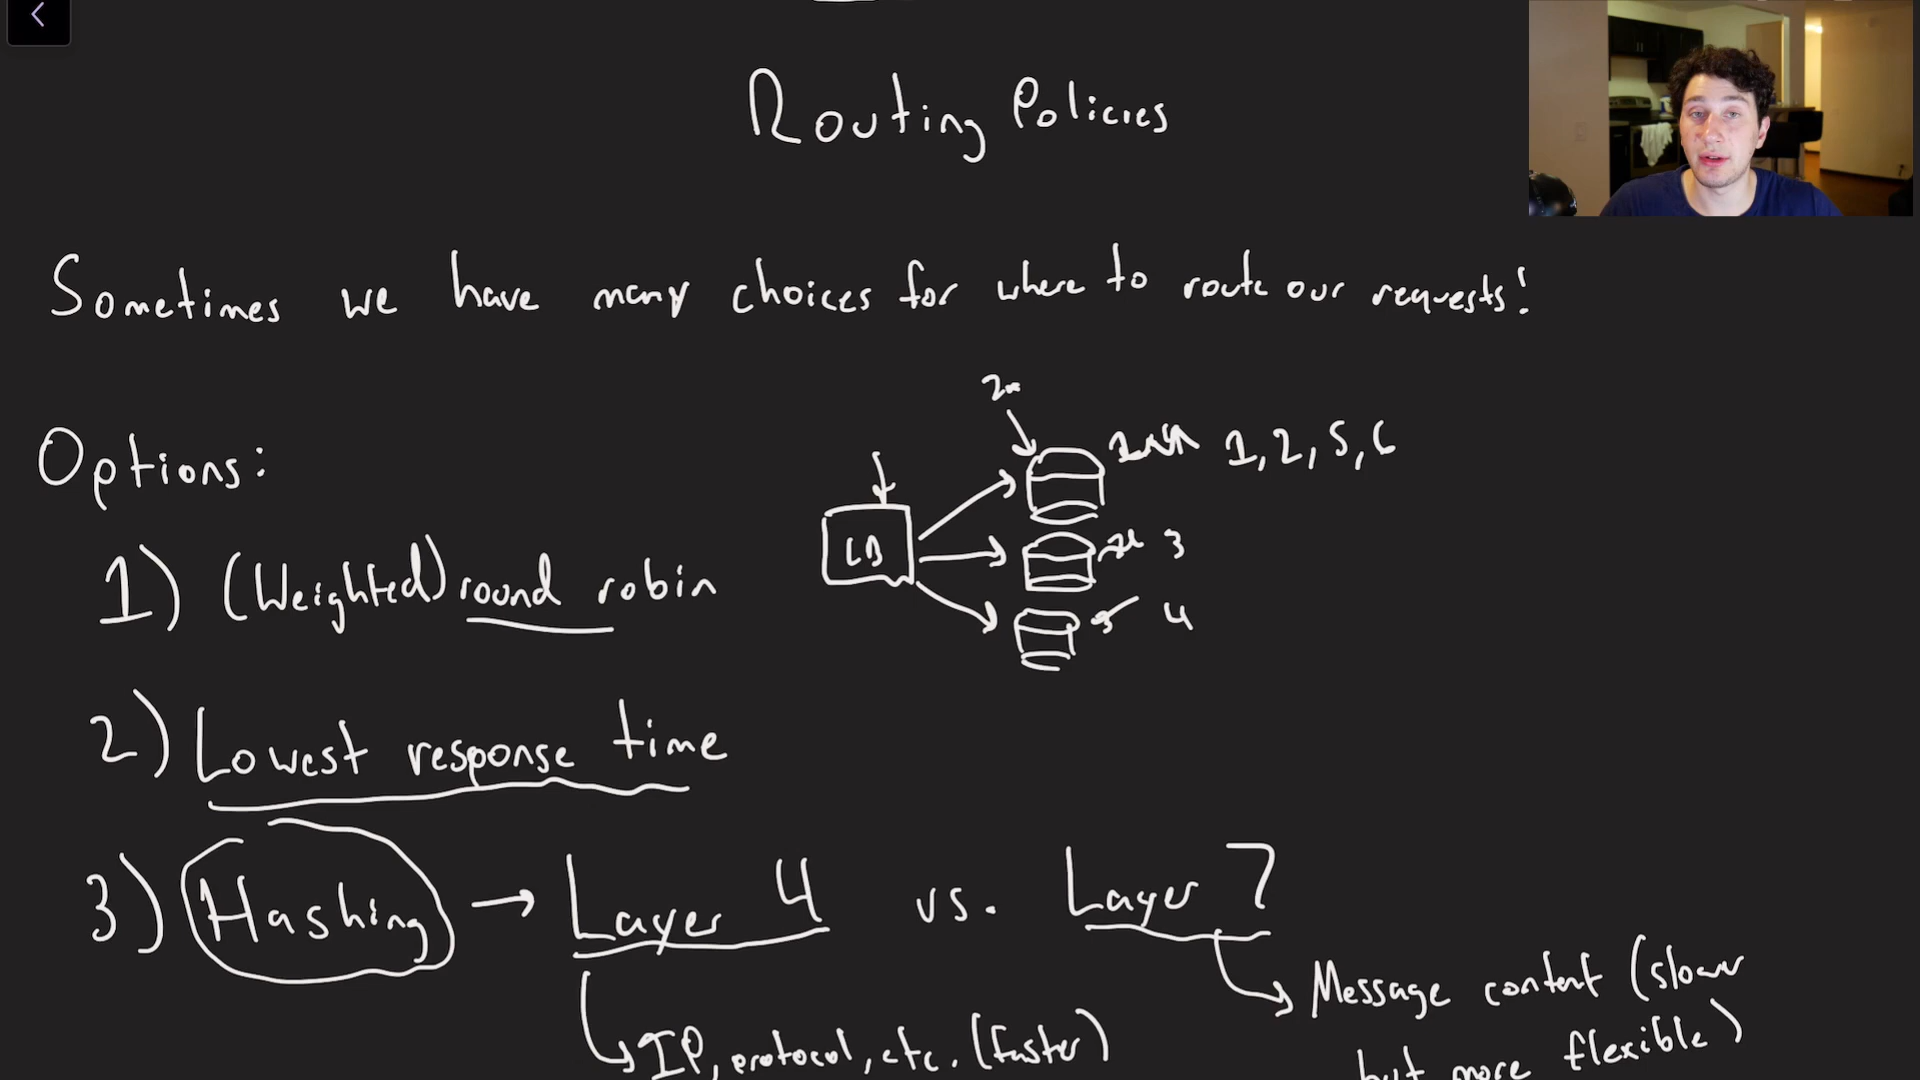 Routing Policies
Sometimes we have many choices for where to route our requests!
2x
1, 2, 5, 6
Options:
LB
3
1) (Weighted) round robin
4
2) Lowest response time
3) Hashing → Layer 4 vs. Layer 7
Message content (slower
but more flexible)
IP, protocol, etc. (faster)